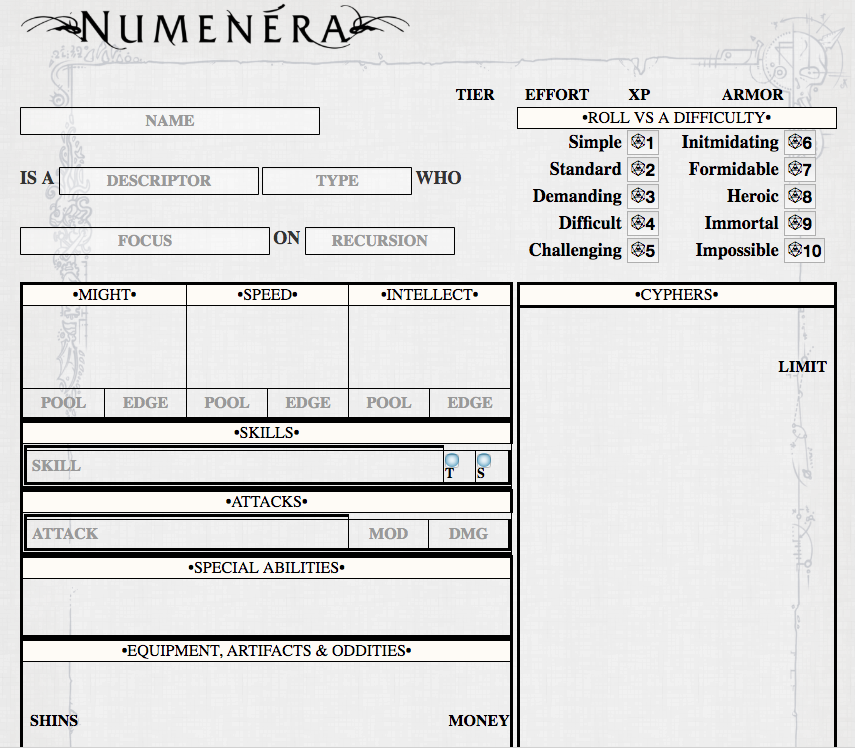 NUMENÉRA
TIER EFFORT XP ARMOR
NAME
•ROLL VS A DIFFICULTY•
Simple 1 Initmidating 6
Standard 2 Formidable 7
Demanding 3 Heroic 8
Difficult 4 Immortal 9
Challenging 5 Impossible 10
IS A DESCRIPTOR TYPE WHO
FOCUS ON RECURSION
•MIGHT• •SPEED• •INTELLECT•
POOL EDGE POOL EDGE POOL EDGE
•SKILLS•
SKILL T S
•ATTACKS•
ATTACK MOD DMG
•SPECIAL ABILITIES•
•EQUIPMENT, ARTIFACTS & ODDITIES•
SHINS MONEY
•CYPHERS•
LIMIT